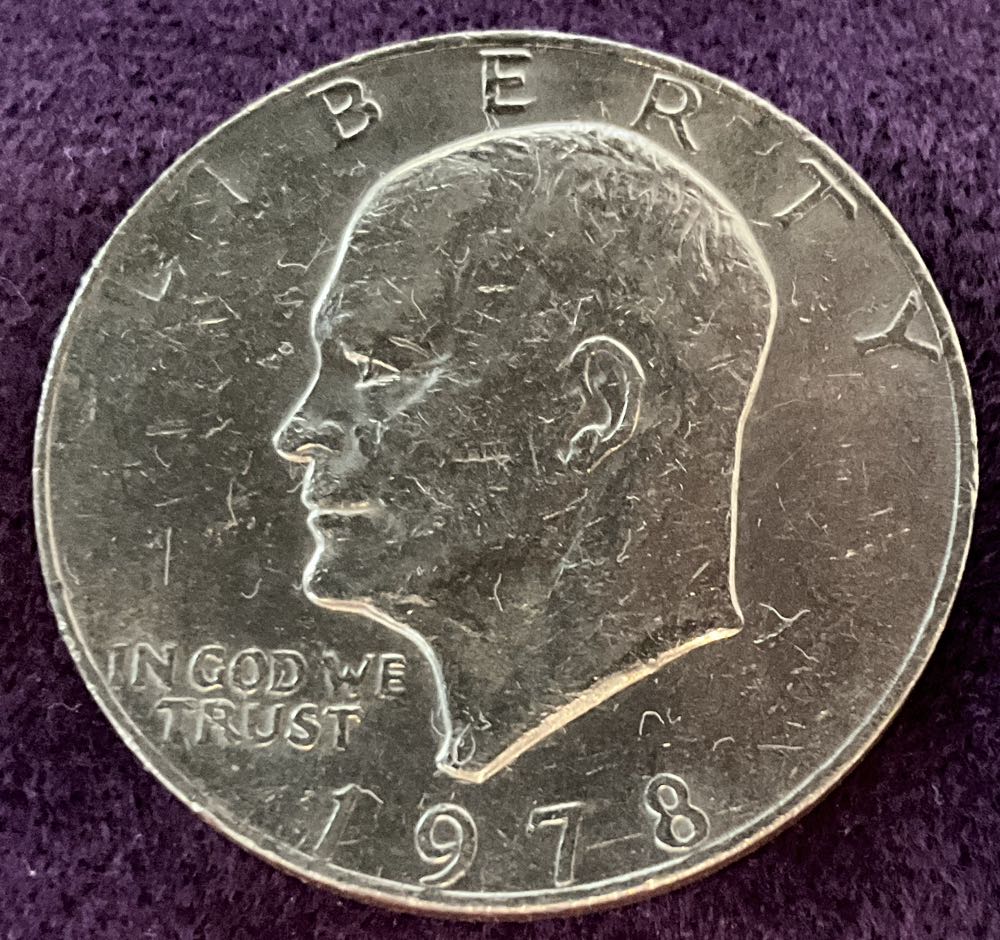 LIBERTY
IN GOD WE
TRUST
1978